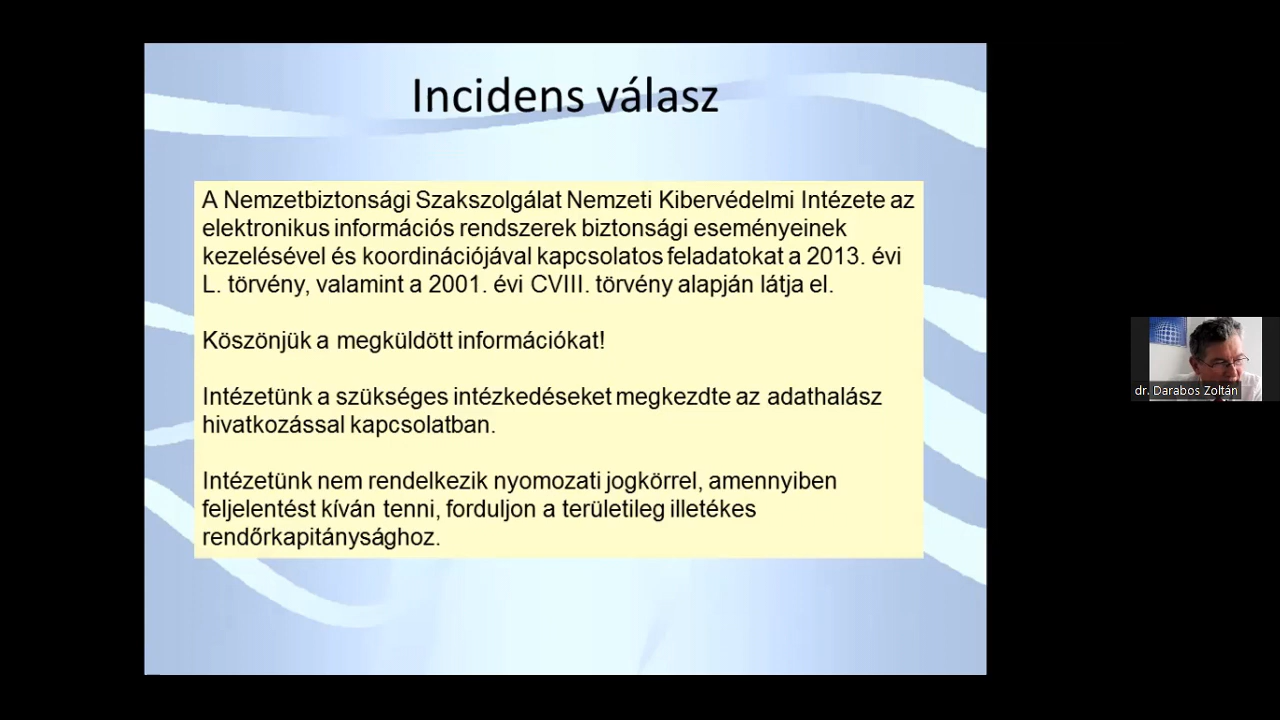 Incidens válasz
A Nemzetbiztonsági Szakszolgálat Nemzeti Kibervédelmi Intézete az
elektronikus információs rendszerek biztonsági eseményeinek
kezelésével és koordinációjával kapcsolatos feladatokat a 2013. évi
L. törvény, valamint a 2001. évi CVIII. törvény alapján látja el.
Köszönjük a megküldött információkat!
Intézetünk a szükséges intézkedéseket megkezdte az adathalász
hivatkozással kapcsolatban.
Intézetünk nem rendelkezik nyomozati jogkörrel, amennyiben
feljelentést kíván tenni, forduljon a területileg illetékes
rendőrkapitánysághoz.
dr. Darabos Zoltán